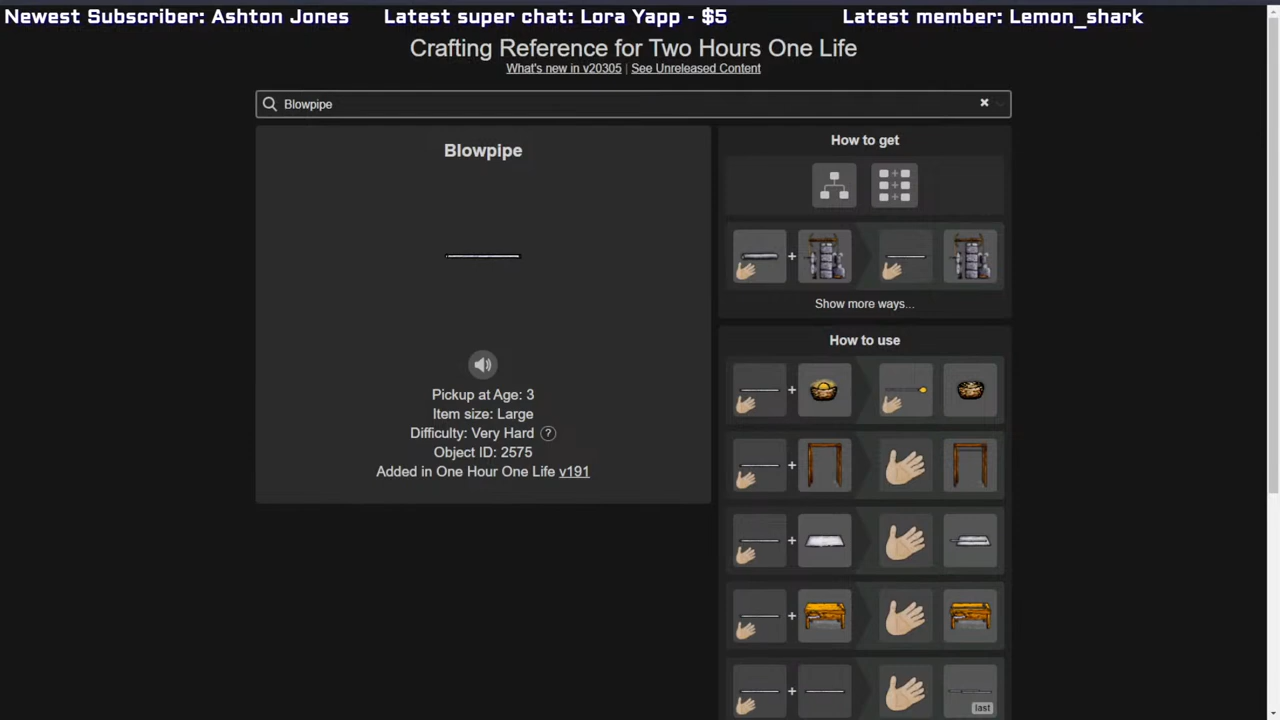 Newest Subscriber: Ashton Jones Latest super chat: Lora Yapp - $5 Latest member: Lemon_shark
Crafting Reference for Two Hours One Life
What's new in v20305 | See Unreleased Content
Blowpipe
Blowpipe
Pickup at Age: 3
Item size: Large
Difficulty: Very Hard ?
Object ID: 2575
Added in One Hour One Life v191
How to get
+
Show more ways...
How to use
+
+
+
+
+
last